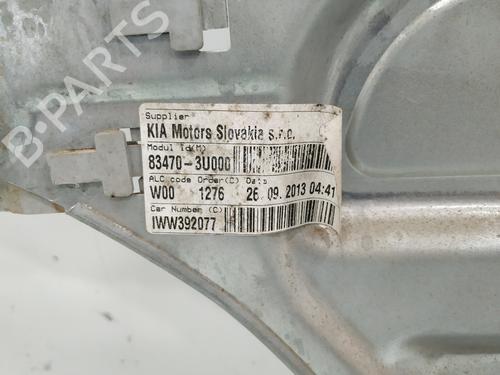 Supplier
KIA Motors Slovakia s.r.o.
Modul Id(M)
83470-3U000
ALC code Order(C) Date
W00 1276 26.09.2013 04:41
Car Number (C)
IWW392077
B-PARTS